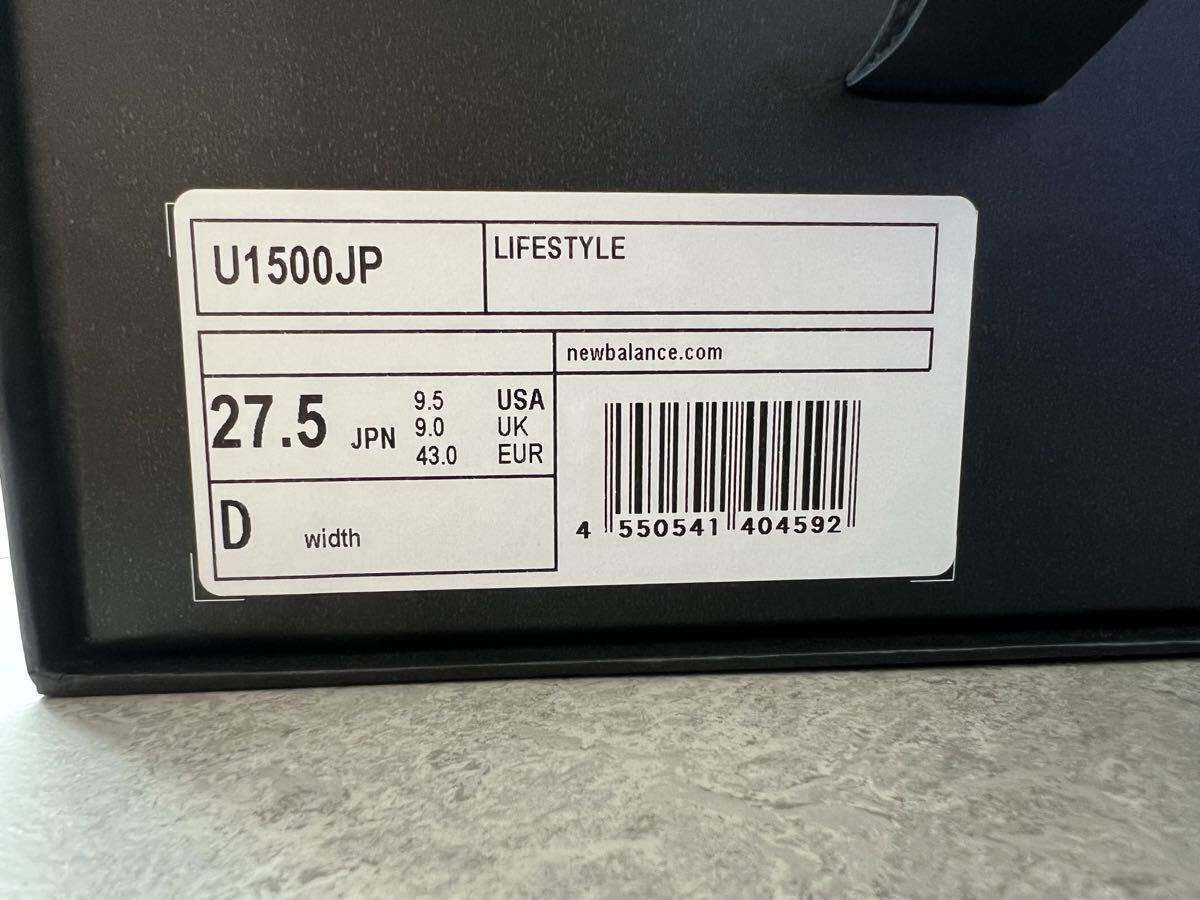 U1500JP
LIFESTYLE
newbalance.com
27.5 JPN
9.5 USA
9.0 UK
43.0 EUR
D width
4 550541 404592